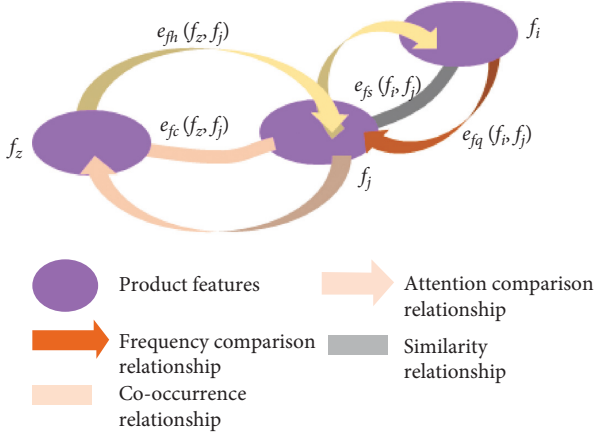 e_fh (f_z, f_j)
f_i
e_fs (f_i, f_j)
e_fc (f_z, f_j)
e_fq (f_i, f_j)
f_z
f_j
Product features
Attention comparison
relationship
Frequency comparison
relationship
Similarity
relationship
Co-occurrence
relationship